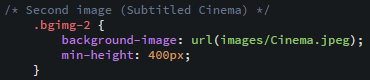 /* Second image (Subtitled Cinema) */
.bgimg-2 {
background-image: url(images/Cinema.jpeg);
min-height: 400px;
}